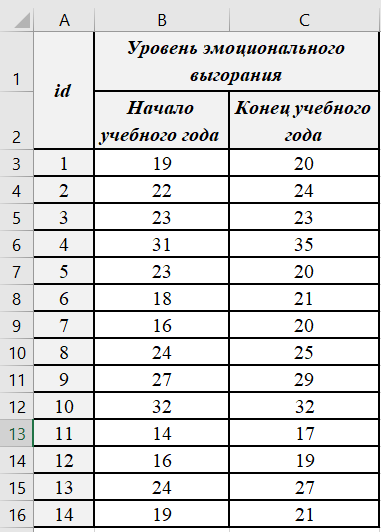 A B C
1 id Уровень эмоционального
выгорания
2 Начало Конец учебного
учебного года года
3 1 19 20
4 2 22 24
5 3 23 23
6 4 31 35
7 5 23 20
8 6 18 21
9 7 16 20
10 8 24 25
11 9 27 29
12 10 32 32
13 11 14 17
14 12 16 19
15 13 24 27
16 14 19 21